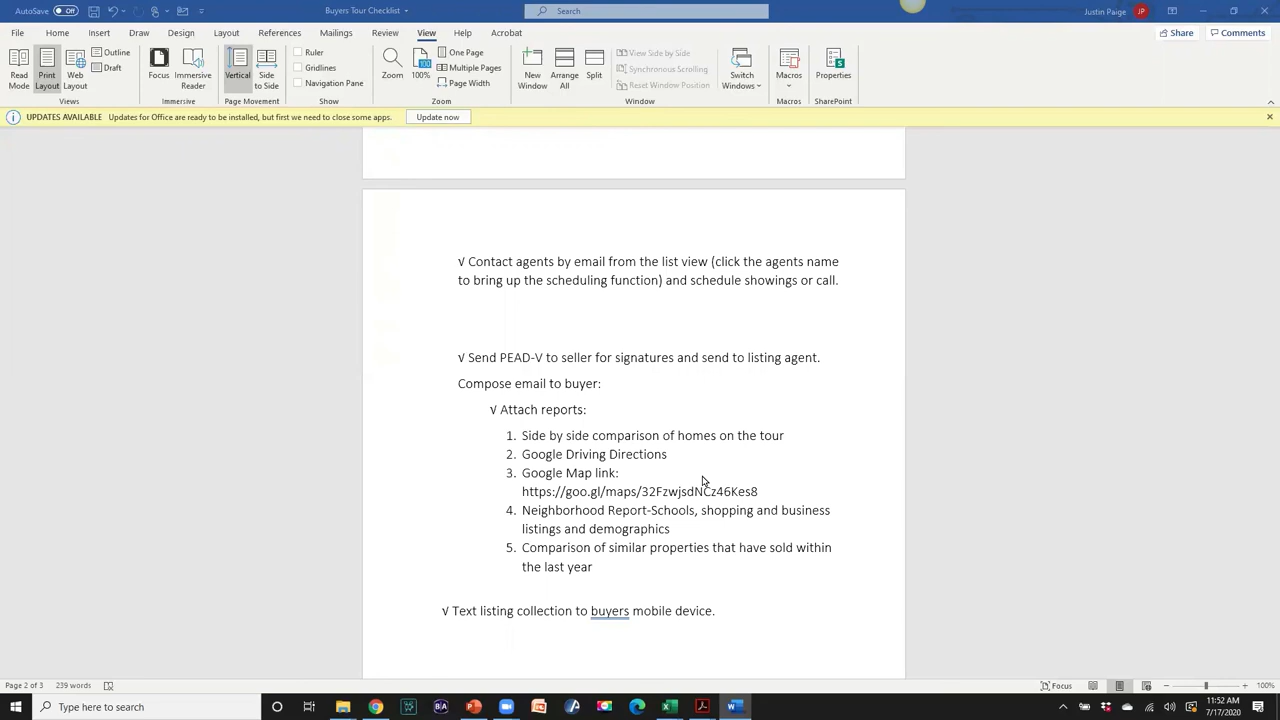 AutoSave Off
Buyers Tour Checklist
Search
Justin Paige JP
File Home Insert Draw Design Layout References Mailings Review View Help Acrobat Share Comments
Read Mode
Print Layout
Web Layout
Outline
Draft
Views
Focus
Immersive Reader
Immersive
Vertical
Side to Side
Page Movement
Ruler
Gridlines
Navigation Pane
Show
Zoom
100
100%
One Page
Multiple Pages
Page Width
Zoom
New Window
Arrange All
Split
View Side by Side
Synchronous Scrolling
Reset Window Position
Switch Windows
Window
Macros
Macros
Properties
SharePoint
UPDATES AVAILABLE Updates for Office are ready to be installed, but first we need to close some apps. Update now
√ Contact agents by email from the list view (click the agents name
to bring up the scheduling function) and schedule showings or call.
√ Send PEAD-V to seller for signatures and send to listing agent.
Compose email to buyer:
√ Attach reports:
1. Side by side comparison of homes on the tour
2. Google Driving Directions
3. Google Map link:
https://goo.gl/maps/32FzwjsdNCz46Kes8
4. Neighborhood Report-Schools, shopping and business
listings and demographics
5. Comparison of similar properties that have sold within
the last year
√ Text listing collection to buyers mobile device.
Page 2 of 3 239 words Focus 100%
Type here to search
11:52 AM
7/17/2020